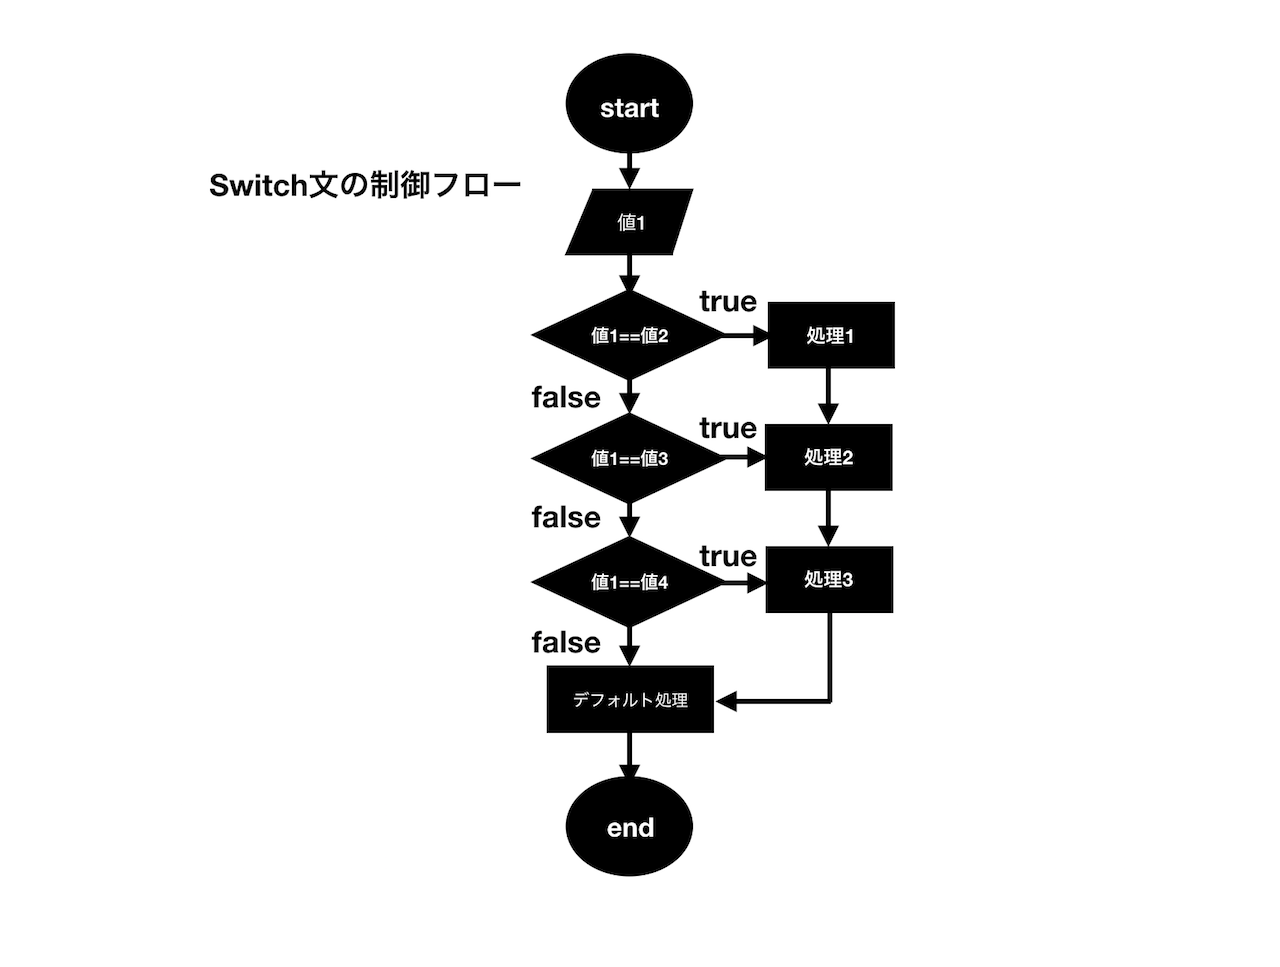 start
Switch文の制御フロー
値1
true
値1==値2
処理1
false
true
値1==値3
処理2
false
true
値1==値4
処理3
false
デフォルト処理
end